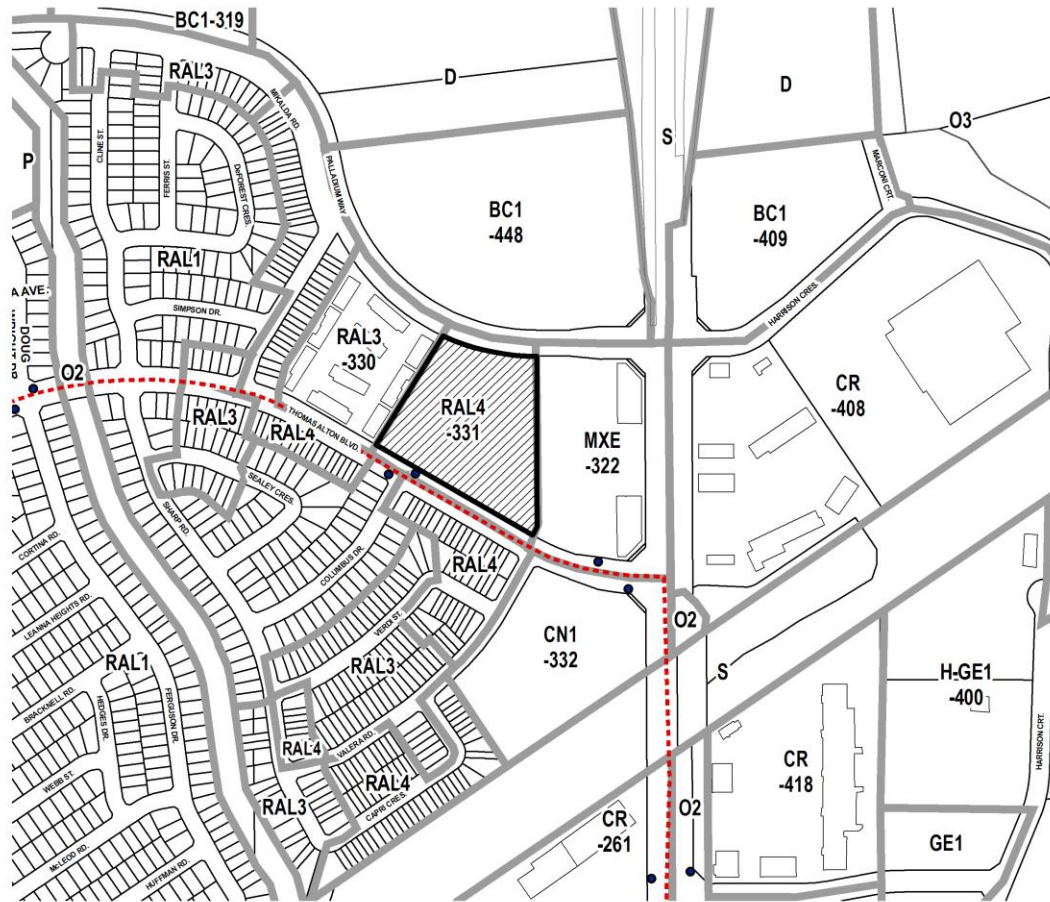 BC1-319
RAL3
D
D
S
O3
MIKALDA RD.
PALLADIUM WAY
CLINE ST.
FERRIS ST.
DeFOREST CRES.
P
MARCONI CRT.
BC1
-448
BC1
-409
RAL1
HARRISON CRES.
A AVE.
SIMPSON DR.
DOUG
RAL3
-330
O2
CR
-408
RAL4
-331
MXE
-322
RAL3
RAL4
THOMAS ALTON BLVD.
SEALEY CRES.
SHARP RD.
COLUMBUS DR.
RAL4
CORTINA RD.
LEANNA HEIGHTS RD.
VERDI ST.
O2
CN1
-332
RAL1
RAL3
S
H-GE1
-400
BRACKNELL RD.
HEDGES DR.
FERGUSON DR.
RAL4
VALERA RD.
HARRISON CRT.
WEBB ST.
RAL4
CR
-418
RAL3
CAPRI CRES.
CR
-261
O2
GE1
McLEOD RD.
HUFFMAN RD.